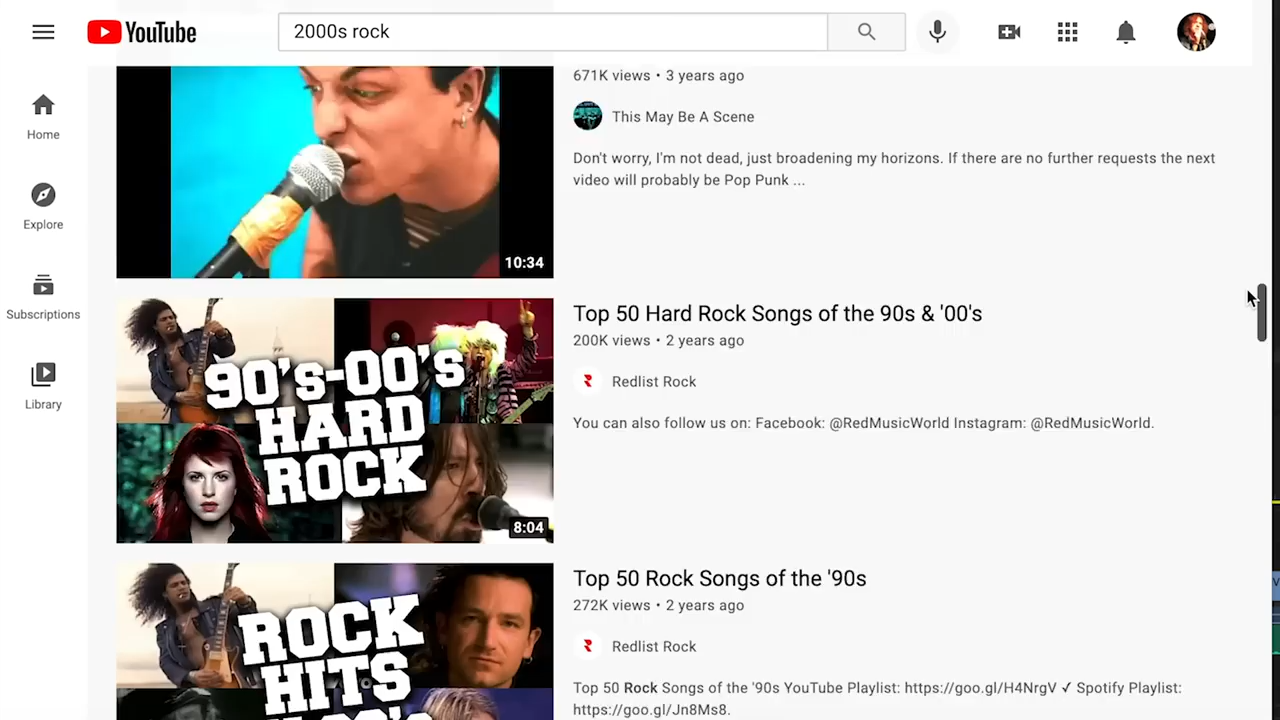 YouTube
2000s rock
671K views • 3 years ago
Home
This May Be A Scene
Don't worry, I'm not dead, just broadening my horizons. If there are no further requests the next
video will probably be Pop Punk ...
Explore
10:34
Subscriptions
Top 50 Hard Rock Songs of the 90s & '00's
200K views • 2 years ago
Redlist Rock
Library
You can also follow us on: Facebook: @RedMusicWorld Instagram: @RedMusicWorld.
90's-00's
HARD
ROCK
8:04
Top 50 Rock Songs of the '90s
272K views • 2 years ago
Redlist Rock
Top 50 Rock Songs of the '90s YouTube Playlist: https://goo.gl/H4NrgV ✓ Spotify Playlist:
https://goo.gl/Jn8Ms8.
ROCK
HITS